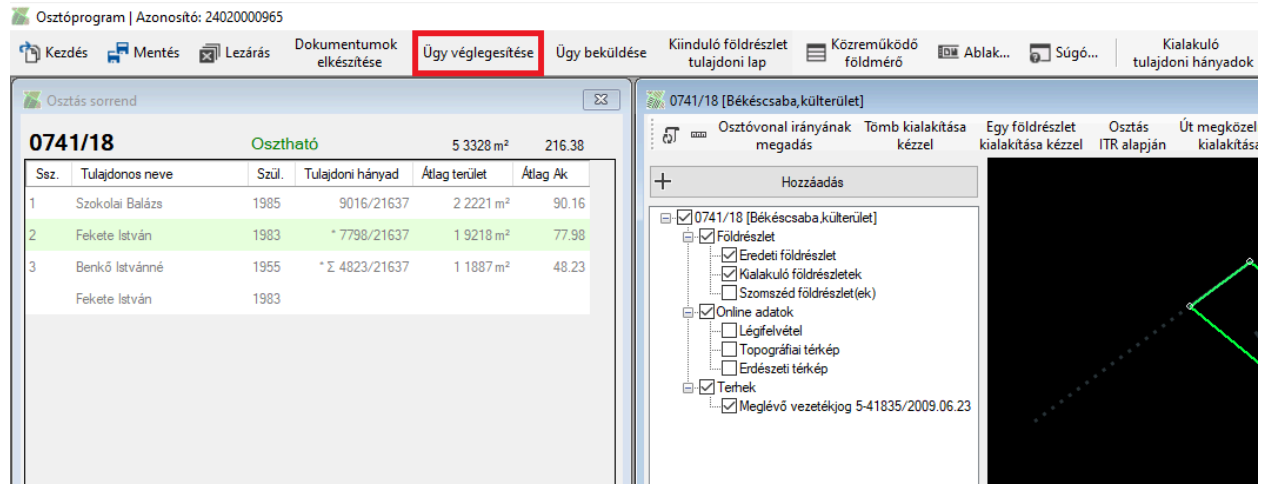 Osztóprogram | Azonosító: 24020000965
Kezdés Mentés Lezárás Dokumentumok elkészítése Ügy véglegesítése Ügy beküldése Kiinduló földrészlet tulajdoni lap Közreműködő földmérő Ablak... Súgó... Kialakuló tulajdoni hányadok
Osztás sorrend
0741/18 Osztható 5 3328 m² 216.38
Ssz. Tulajdonos neve Szül. Tulajdoni hányad Átlag terület Átlag Ak
1 Szokolai Balázs 1985 9016/21637 2 2221 m² 90.16
2 Fekete István 1983 * 7798/21637 1 9218 m² 77.98
3 Benkő Istvánné 1955 * Σ 4823/21637 1 1887 m² 48.23
Fekete István 1983
0741/18 [Békéscsaba,külterület]
Osztóvonal irányának megadás Tömb kialakítása kézzel Egy földrészlet kialakítása kézzel Osztás ITR alapján Út megközel kialakítása
Hozzáadás
0741/18 [Békéscsaba,külterület]
Földrészlet
Eredeti földrészlet
Kialakuló földrészletek
Szomszéd földrészlet(ek)
Online adatok
Légifelvétel
Topográfiai térkép
Erdészeti térkép
Terhek
Meglévő vezetékjog 5-41835/2009.06.23